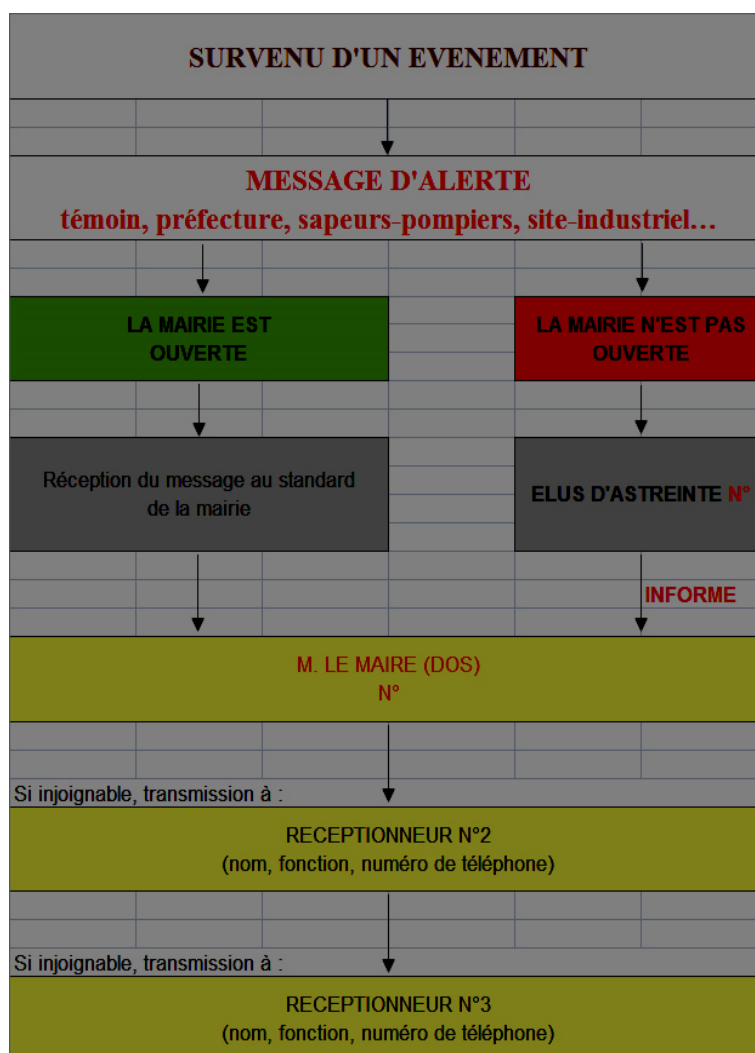 SURVENU D'UN EVENEMENT
MESSAGE D'ALERTE
témoin, préfecture, sapeurs-pompiers, site-industriel…
LA MAIRIE EST
OUVERTE
LA MAIRIE N'EST PAS
OUVERTE
Réception du message au standard
de la mairie
ELUS D'ASTREINTE N°
INFORME
M. LE MAIRE (DOS)
N°
Si injoignable, transmission à :
RECEPTIONNEUR N°2
(nom, fonction, numéro de téléphone)
Si injoignable, transmission à :
RECEPTIONNEUR N°3
(nom, fonction, numéro de téléphone)